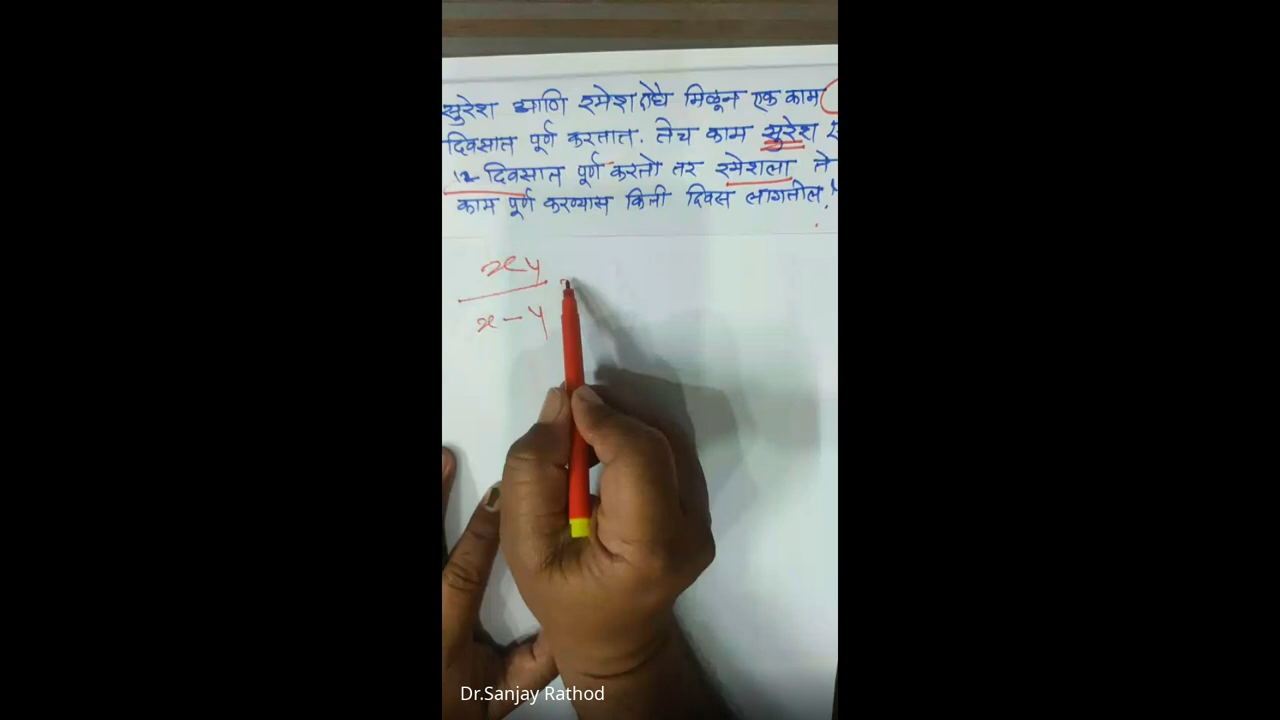 सुरेश आणि रमेश दोघे मिळून एक काम
दिवसात पूर्ण करतात. तेच काम सुरेश
12 दिवसात पूर्ण करतो तर रमेशला ते
काम पूर्ण करण्यास किती दिवस लागतील.
xy
x - y
Dr.Sanjay Rathod